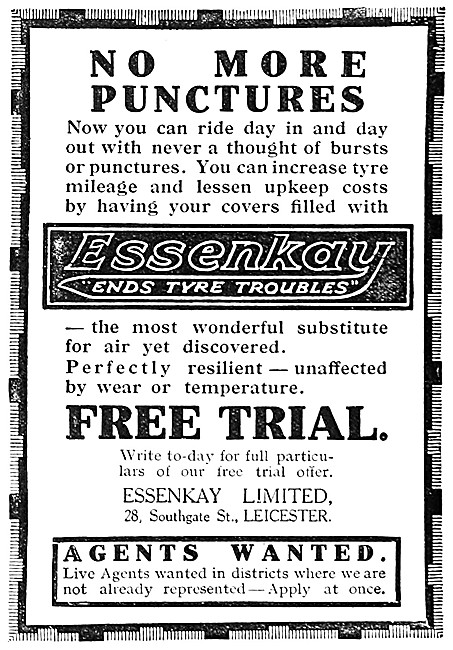 NO MORE
PUNCTURES
Now you can ride day in and day
out with never a thought of bursts
or punctures. You can increase tyre
mileage and lessen upkeep costs
by having your covers filled with
Essenkay
"ENDS TYRE TROUBLES"
— the most wonderful substitute
for air yet discovered.
Perfectly resilient — unaffected
by wear or temperature.
FREE TRIAL.
Write to-day for full particu-
lars of our free trial offer.
ESSENKAY LIMITED,
28, Southgate St., LEICESTER.
AGENTS WANTED.
Live Agents wanted in districts where we are
not already represented — Apply at once.